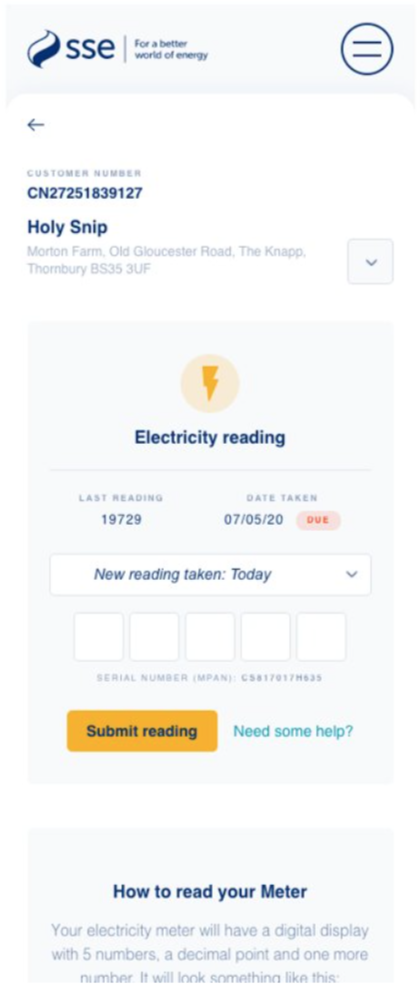 sse
For a better
world of energy
CUSTOMER NUMBER
CN27251839127
Holy Snip
Morton Farm, Old Gloucester Road, The Knapp,
Thornbury BS35 3UF
Electricity reading
LAST READING
DATE TAKEN
19729
07/05/20 DUE
New reading taken: Today
SERIAL NUMBER (MPAN): CS817017M635
Submit reading
Need some help?
How to read your Meter
Your electricity meter will have a digital display
with 5 numbers, a decimal point and one more
number. It will look something like this: